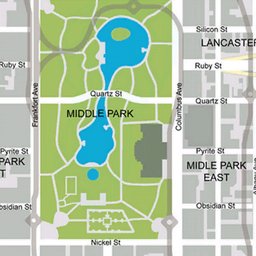 Silicon St
LANCASTER
Ruby St
Ruby St
Frankfort Ave
Columbus Ave
Quartz St
Quartz St
MIDDLE PARK
Pyrite St
Pyrite St
PARK
MIDLE PARK
EAST
Obsidian St
Obsidian St
Nickel St